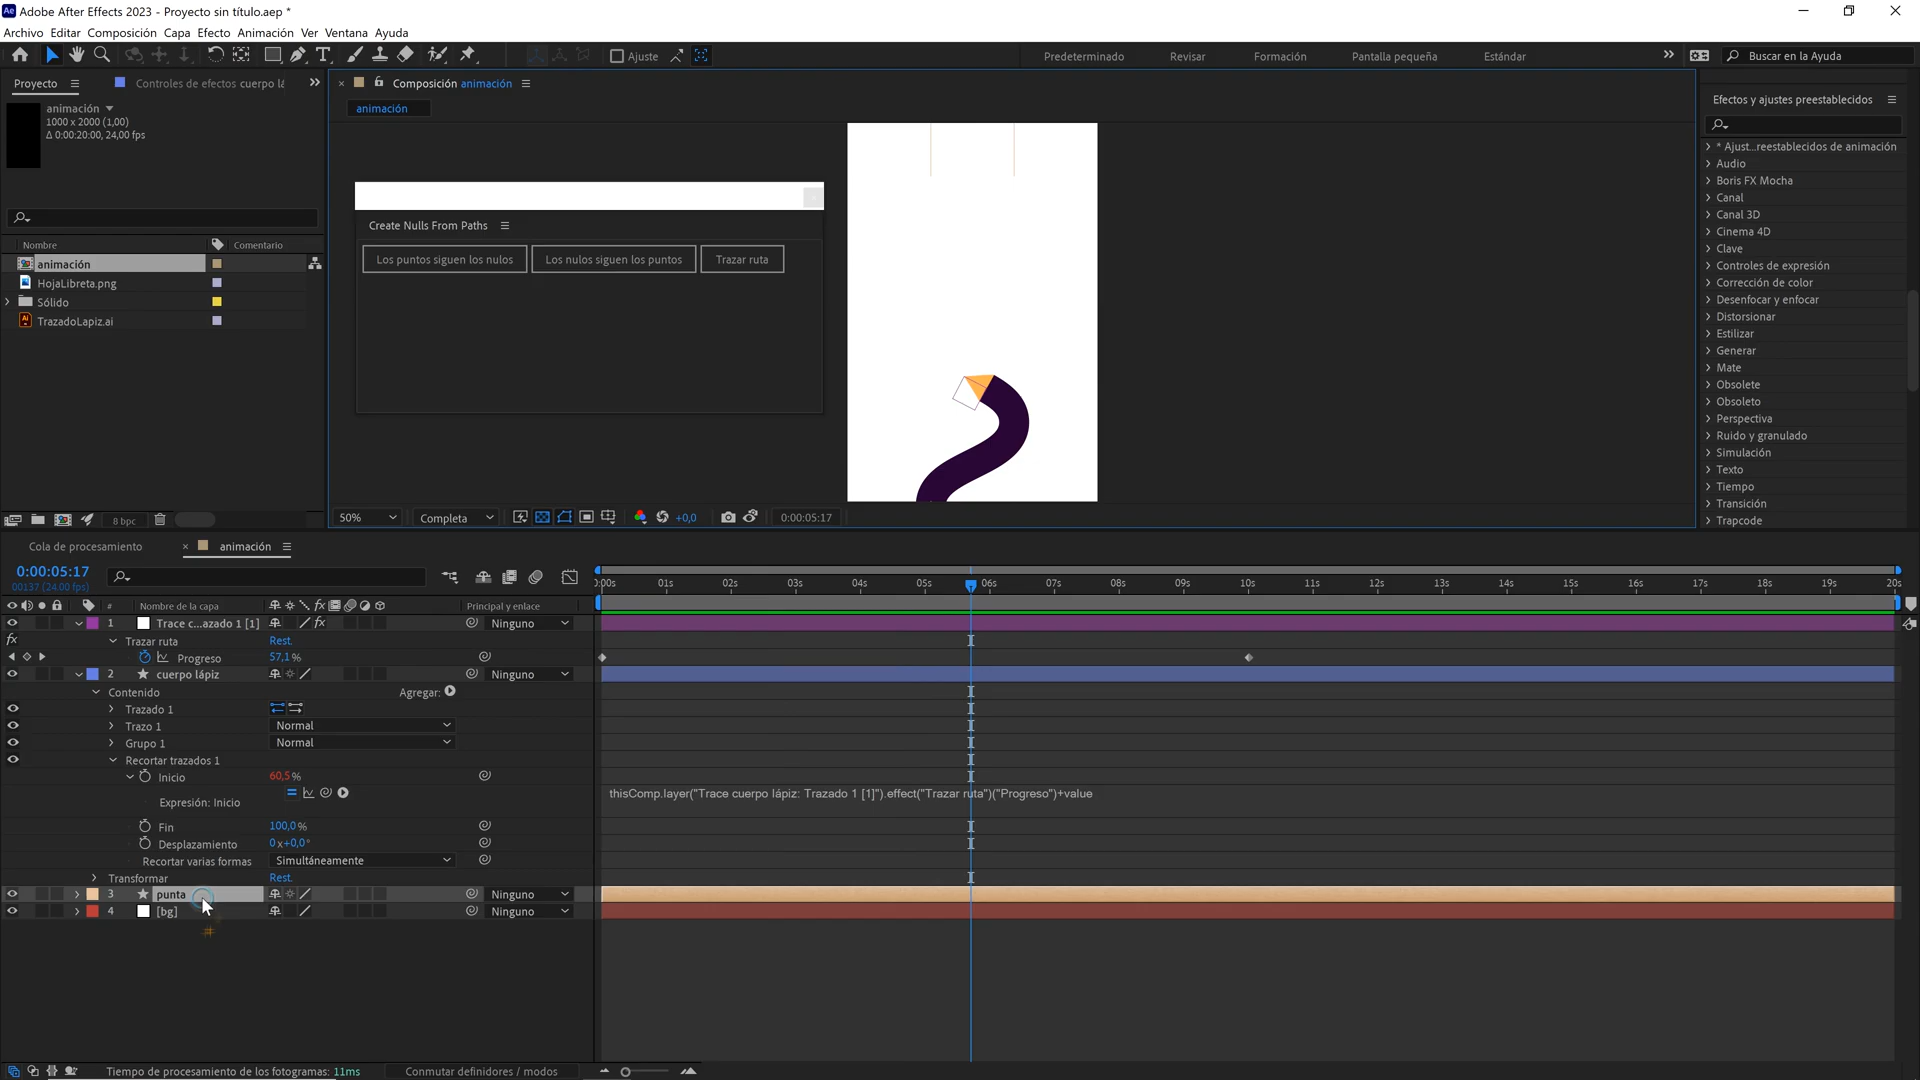 Adobe After Effects 2023 - Proyecto sin título.aep *
Archivo Editar Composición Capa Efecto Animación Ver Ventana Ayuda
Ajuste
Predeterminado Revisar Formación Pantalla pequeña Estándar
Buscar en la Ayuda
Proyecto
Controles de efectos cuerpo lá
animación
1000 x 2000 (1,00)
Δ 0:00:20:00, 24,00 fps
Nombre Comentario
animación
HojaLibreta.png
Sólido
TrazadoLapiz.ai
8 bpc
Composición animación
animación
Create Nulls From Paths
Los puntos siguen los nulos
Los nulos siguen los puntos
Trazar ruta
50% Completa +0,0 0:00:05:17
Efectos y ajustes preestablecidos
* Ajust...reestablecidos de animación
Audio
Boris FX Mocha
Canal
Canal 3D
Cinema 4D
Clave
Controles de expresión
Corrección de color
Desenfocar y enfocar
Distorsionar
Estilizar
Generar
Mate
Obsolete
Obsoleto
Perspectiva
Ruido y granulado
Simulación
Texto
Tiempo
Transición
Trapcode
Cola de procesamiento
animación
0:00:05:17
00137 (24.00 fps)
0:00s 01s 02s 03s 04s 05s 06s 07s 08s 09s 10s 11s 12s 13s 14s 15s 16s 17s 18s 19s 20s
# Nombre de la capa Principal y enlace
1 Trace c...azado 1 [1] Ninguno
Trazar ruta Rest.
Progreso 57,1%
2 cuerpo lápiz Ninguno
Contenido Agregar:
Trazado 1
Trazo 1 Normal
Grupo 1 Normal
Recortar trazados 1
Inicio 60,5%
Expresión: Inicio
thisComp.layer("Trace cuerpo lápiz: Trazado 1 [1]").effect("Trazar ruta")("Progreso")+value
Fin 100,0%
Desplazamiento 0x+0,0°
Recortar varias formas Simultáneamente
Transformar Rest.
3 punta Ninguno
4 [bg] Ninguno
Tiempo de procesamiento de los fotogramas: 11ms
Conmutar definidores / modos